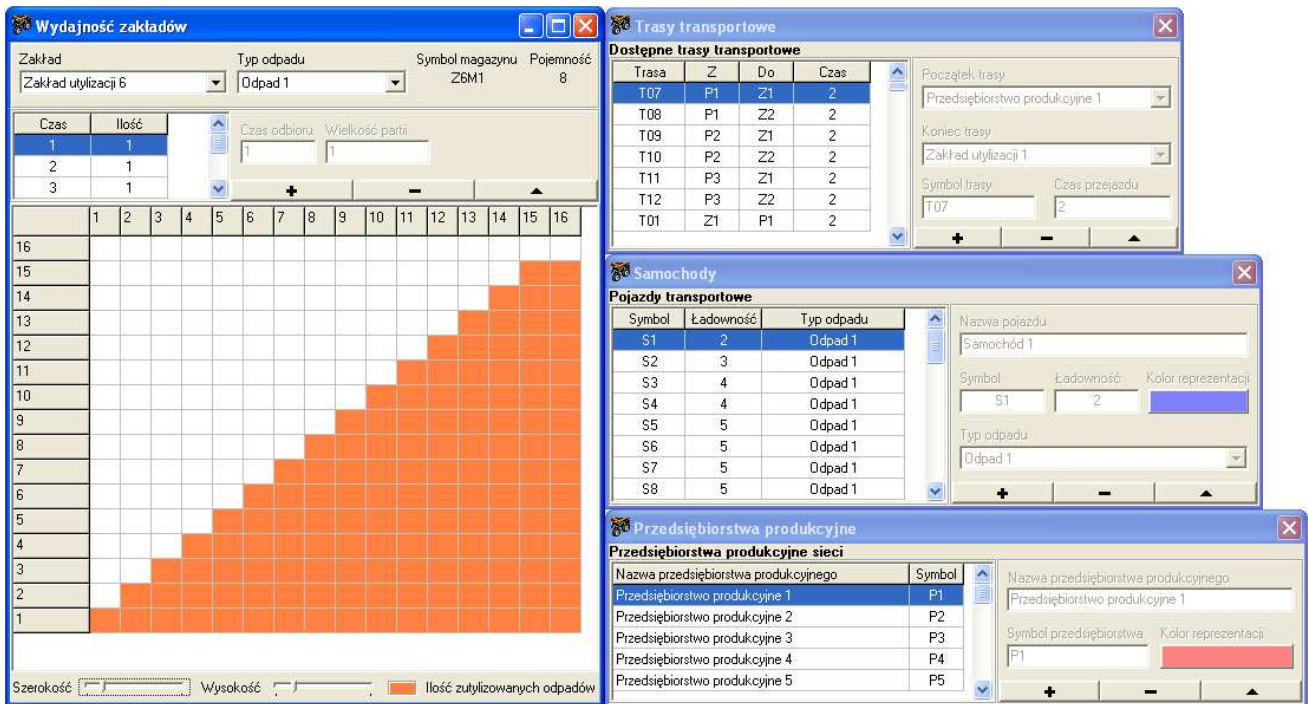 Wydajność zakładów
Zakład Typ odpadu Symbol magazynu Pojemność
Zakład utylizacji 6 Odpad 1 Z6M1 8
Czas Ilość
1 1
2 1
3 1
Czas odbioru Wielkość partii
1 1
+ − ▲
1 2 3 4 5 6 7 8 9 10 11 12 13 14 15 16
16
15
14
13
12
11
10
9
8
7
6
5
4
3
2
1
Szerokość Wysokość Ilość zutylizowanych odpadów
Trasy transportowe
Dostępne trasy transportowe
Trasa Z Do Czas
T07 P1 Z1 2
T08 P1 Z2 2
T09 P2 Z1 2
T10 P2 Z2 2
T11 P3 Z1 2
T12 P3 Z2 2
T01 Z1 P1 2
Początek trasy
Przedsiębiorstwo produkcyjne 1
Koniec trasy
Zakład utylizacji 1
Symbol trasy Czas przejazdu
T07 2
+ − ▲
Samochody
Pojazdy transportowe
Symbol Ładowność Typ odpadu
S1 2 Odpad 1
S2 3 Odpad 1
S3 4 Odpad 1
S4 4 Odpad 1
S5 5 Odpad 1
S6 5 Odpad 1
S7 5 Odpad 1
S8 5 Odpad 1
Nazwa pojazdu
Samochód 1
Symbol Ładowność Kolor reprezentacji
S1 2
Typ odpadu
Odpad 1
+ − ▲
Przedsiębiorstwa produkcyjne
Przedsiębiorstwa produkcyjne sieci
Nazwa przedsiębiorstwa produkcyjnego Symbol
Przedsiębiorstwo produkcyjne 1 P1
Przedsiębiorstwo produkcyjne 2 P2
Przedsiębiorstwo produkcyjne 3 P3
Przedsiębiorstwo produkcyjne 4 P4
Przedsiębiorstwo produkcyjne 5 P5
Nazwa przedsiębiorstwa produkcyjnego
Przedsiębiorstwo produkcyjne 1
Symbol przedsiębiorstwa Kolor reprezentacji
P1
+ − ▲